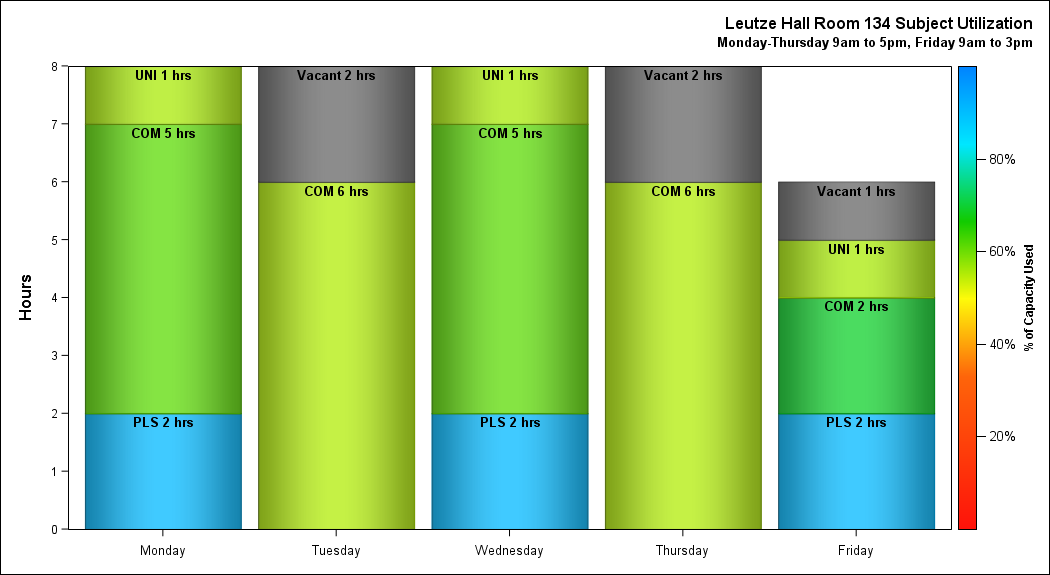 Leutze Hall Room 134 Subject Utilization
Monday-Thursday 9am to 5pm, Friday 9am to 3pm
Hours
8
7
6
5
4
3
2
1
0
UNI 1 hrs
COM 5 hrs
PLS 2 hrs
Vacant 2 hrs
COM 6 hrs
UNI 1 hrs
COM 5 hrs
PLS 2 hrs
Vacant 2 hrs
COM 6 hrs
Vacant 1 hrs
UNI 1 hrs
COM 2 hrs
PLS 2 hrs
Monday Tuesday Wednesday Thursday Friday
80%
60%
40%
20%
% of Capacity Used